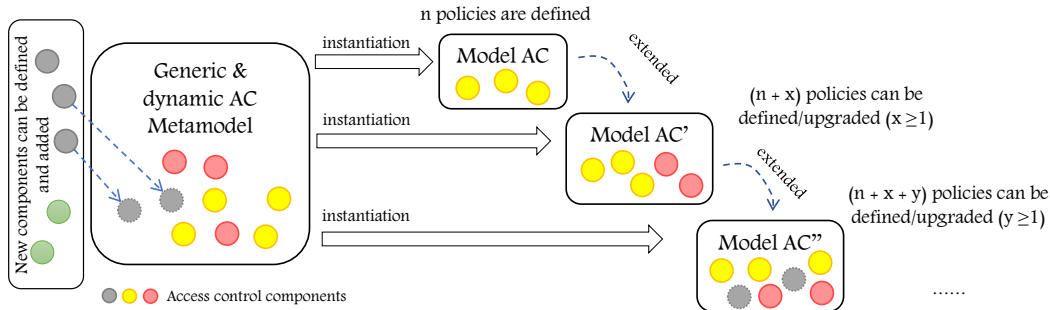 New components can be defined
and added
Generic &
dynamic AC
Metamodel
n policies are defined
instantiation
Model AC
extended
instantiation
Model AC'
(n + x) policies can be
defined/upgraded (x ≥1)
extended
instantiation
Model AC"
(n + x + y) policies can be
defined/upgraded (y ≥1)
Access control components
......